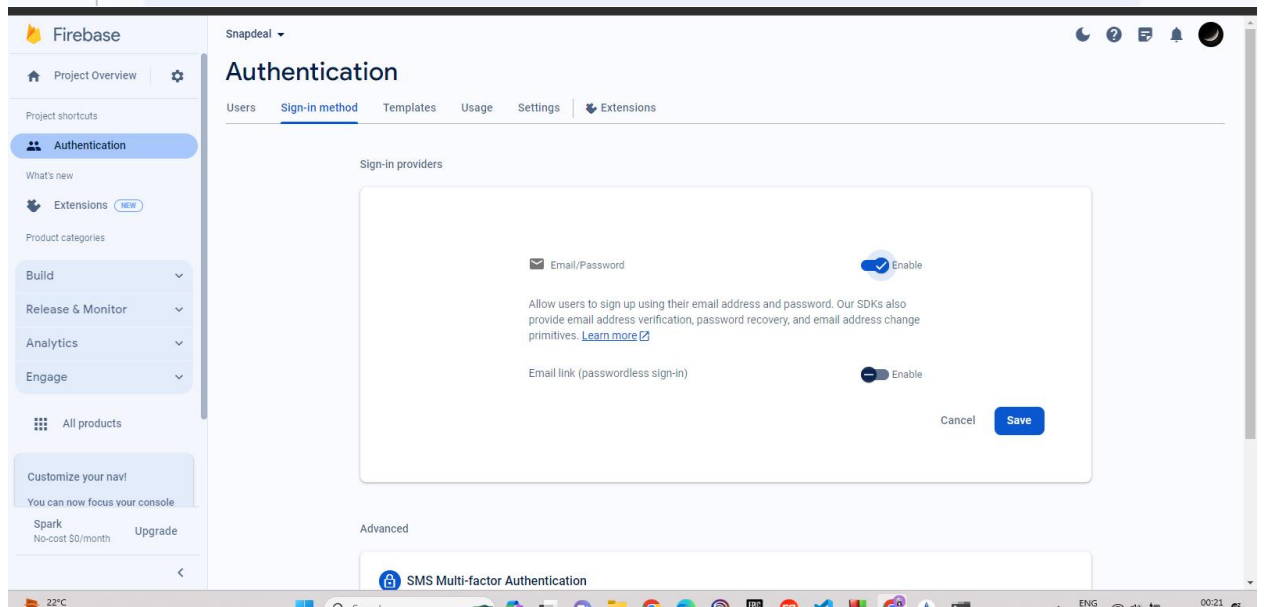 Firebase
Snapdeal
Project Overview
Authentication
Users Sign-in method Templates Usage Settings Extensions
Project shortcuts
Authentication
What's new
Extensions NEW
Product categories
Build
Release & Monitor
Analytics
Engage
All products
Customize your nav!
You can now focus your console
Spark
No-cost $0/month
Upgrade
Sign-in providers
Email/Password
Enable
Allow users to sign up using their email address and password. Our SDKs also
provide email address verification, password recovery, and email address change
primitives. Learn more
Email link (passwordless sign-in)
Enable
Cancel Save
Advanced
SMS Multi-factor Authentication
22°C
ENG
00:21